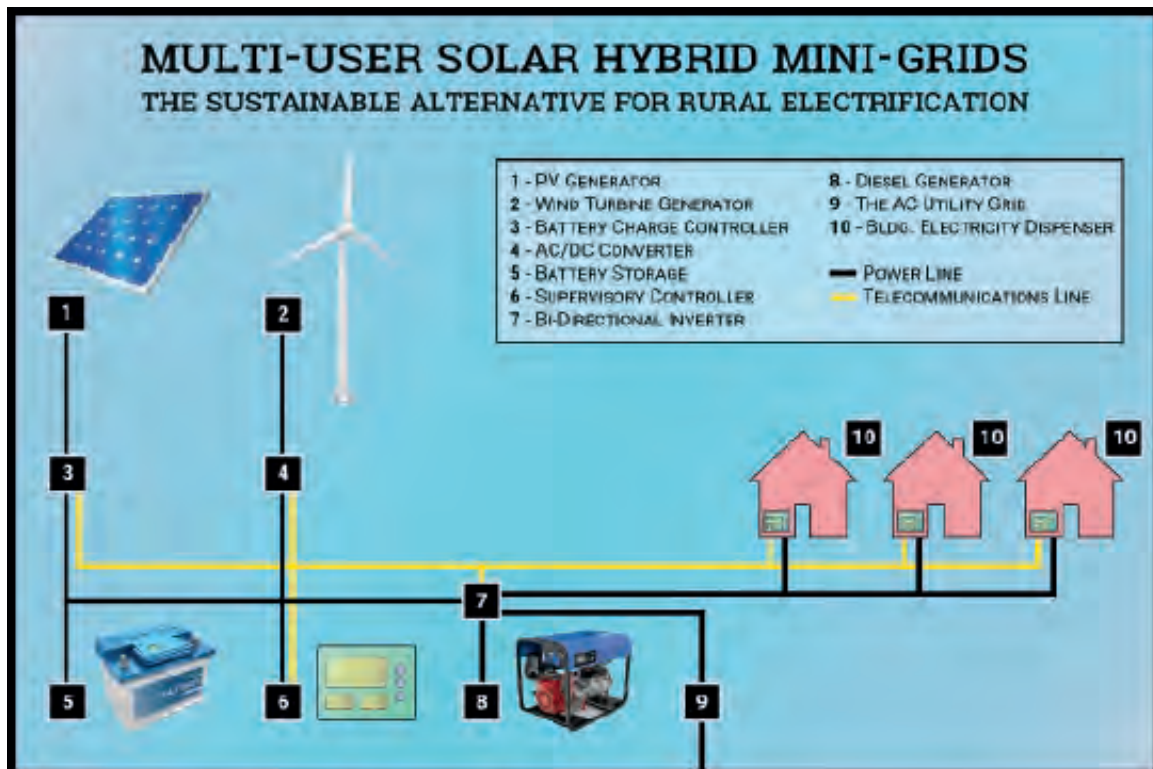 MULTI-USER SOLAR HYBRID MINI-GRIDS
THE SUSTAINABLE ALTERNATIVE FOR RURAL ELECTRIFICATION
1 - PV GENERATOR
2 - WIND TURBINE GENERATOR
3 - BATTERY CHARGE CONTROLLER
4 - AC/DC CONVERTER
5 - BATTERY STORAGE
6 - SUPERVISORY CONTROLLER
7 - BI-DIRECTIONAL INVERTER
8 - DIESEL GENERATOR
9 - THE AC UTILITY GRID
10 - BLDG. ELECTRICITY DISPENSER
POWER LINE
TELECOMMUNICATIONS LINE
1
2
10
10
10
3
4
7
5
6
8
9